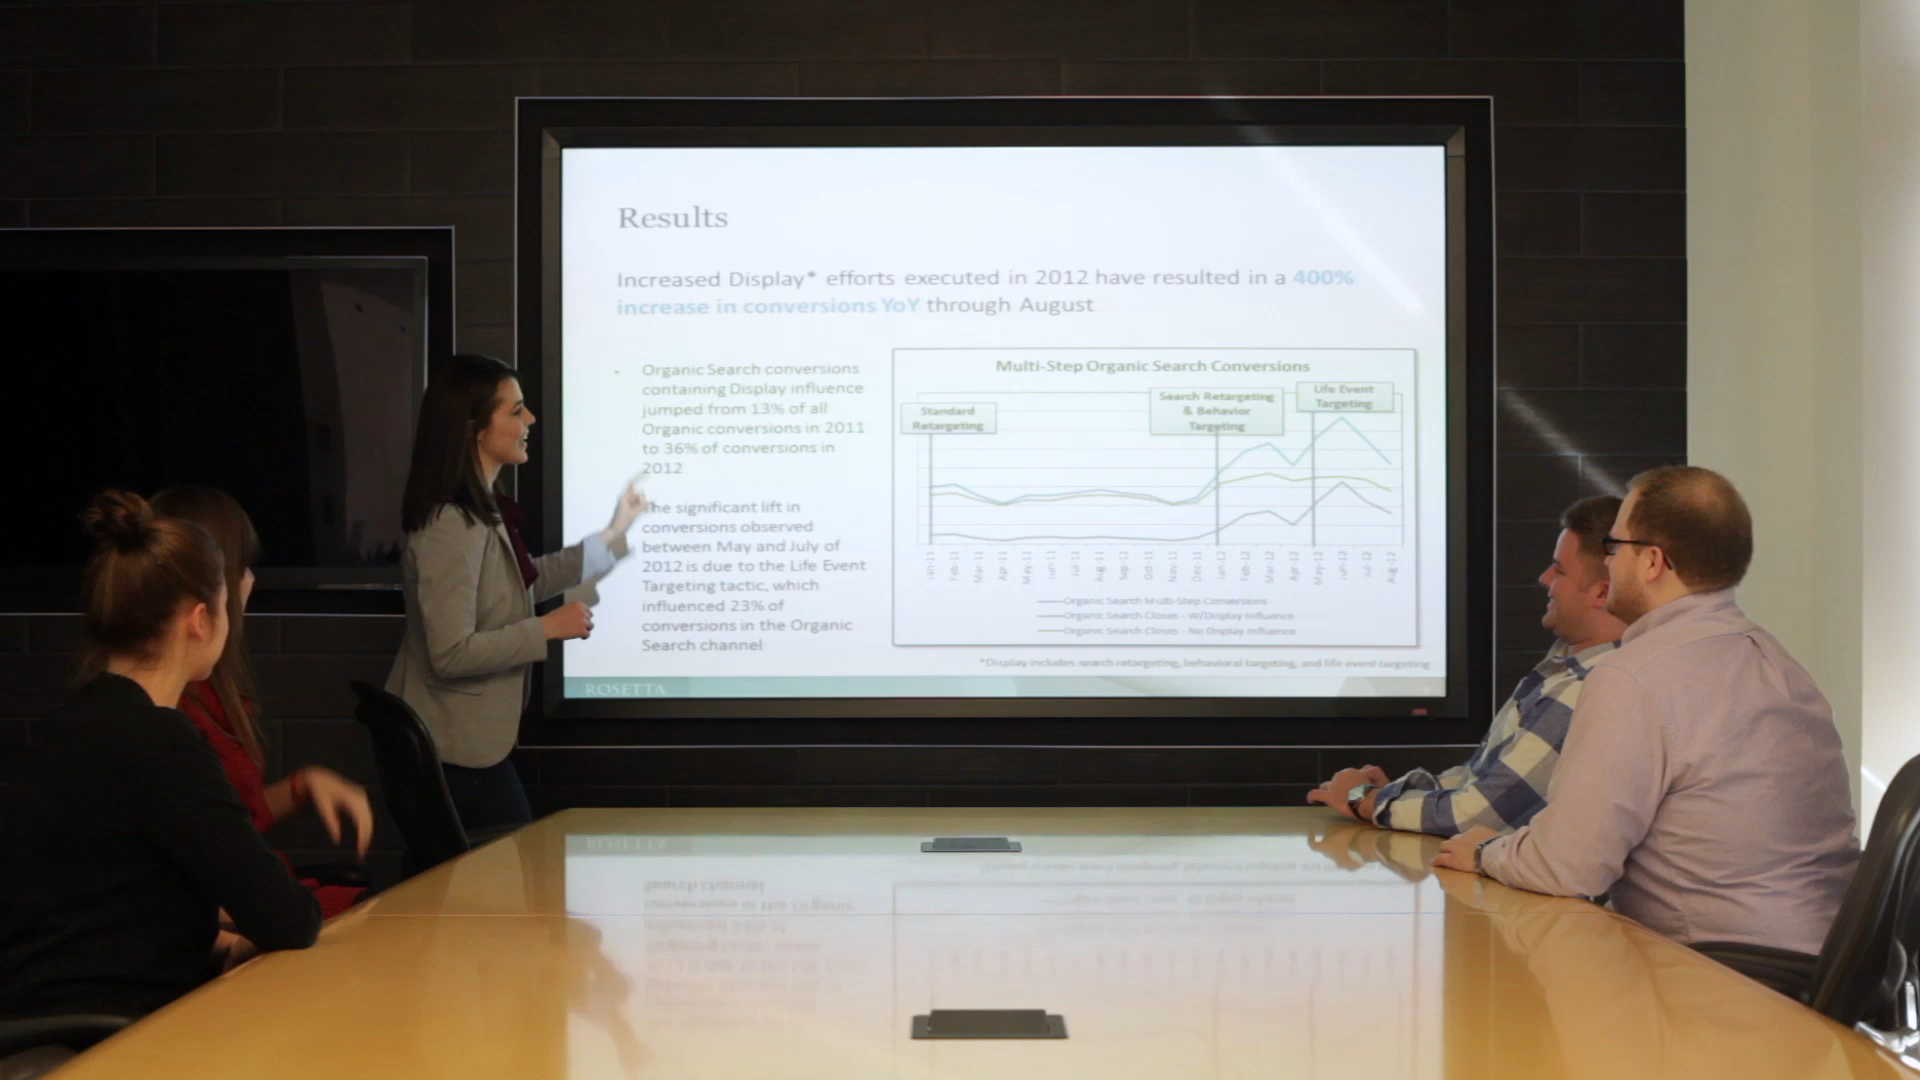 Results
Increased Display* efforts executed in 2012 have resulted in a 400%
increase in conversions YoY through August
Organic Search conversions
containing Display influence
jumped from 13% of all
Organic conversions in 2011
to 36% of conversions in
2012
The significant lift in
conversions observed
between May and July of
2012 is due to the Life Event
Targeting tactic, which
influenced 23% of
conversions in the Organic
Search channel
Multi-Step Organic Search Conversions
Standard
Retargeting
Search Retargeting
& Behavior
Targeting
Life Event
Targeting
Jan-11 Feb-11 Mar-11 Apr-11 May-11 Jun-11 Jul-11 Aug-11 Sep-11 Oct-11 Nov-11 Dec-11 Jan-12 Feb-12 Mar-12 Apr-12 May-12 Jun-12 Jul-12 Aug-12
Organic Search Multi-Step Conversions
Organic Search Closes - W/Display Influence
Organic Search Closes - No Display Influence
*Display includes search retargeting, behavioral targeting, and life event targeting
ROSETTA